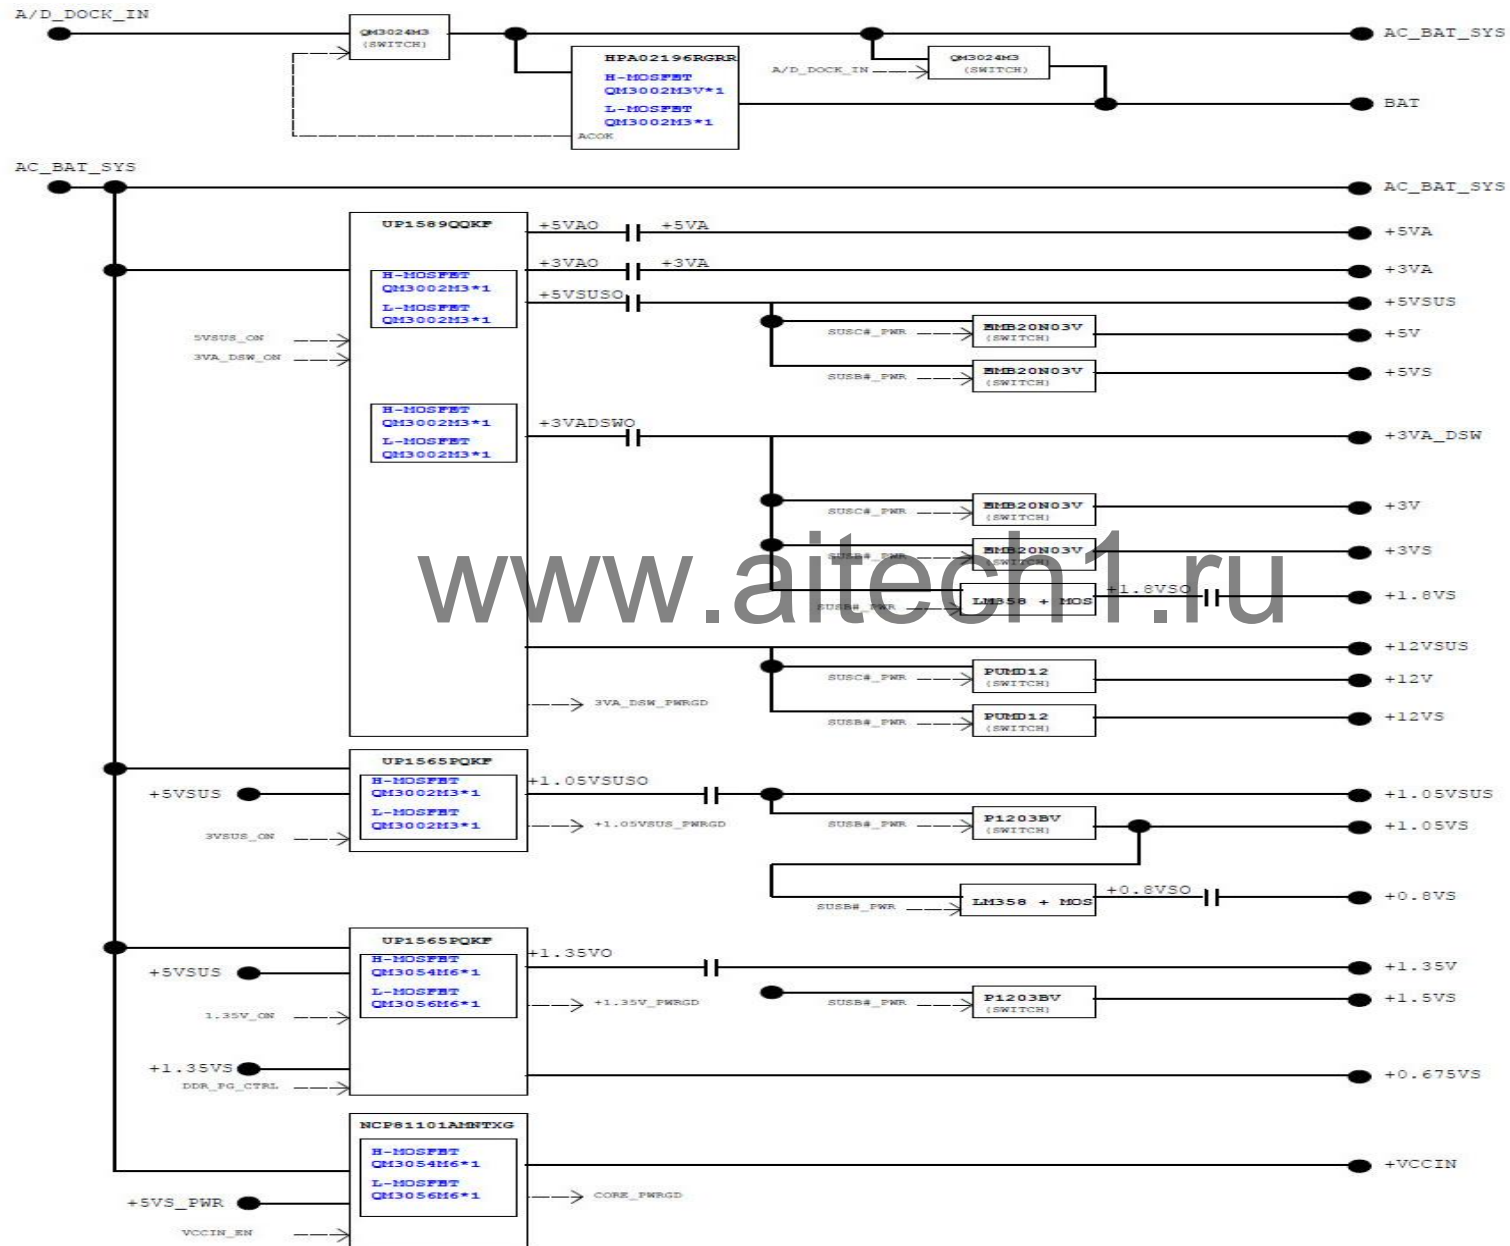 A/D_DOCK_IN
QM3024M3
(SWITCH)
AC_BAT_SYS
HPA02196RGRR
H-MOSFET
QM3002M3V*1
L-MOSFET
QM3002M3*1
ACOK
A/D_DOCK_IN
QM3024M3
(SWITCH)
BAT
AC_BAT_SYS
AC_BAT_SYS
UP1589QQKF
+5VAO
+5VA
+5VA
+3VAO
+3VA
+3VA
H-MOSFET
QM3002M3*1
L-MOSFET
QM3002M3*1
+5VSUSO
+5VSUS
5VSUS_ON
3VA_DSW_ON
SUSC#_PWR
EMB20N03V
(SWITCH)
+5V
SUSB#_PWR
EMB20N03V
(SWITCH)
+5VS
H-MOSFET
QM3002M3*1
L-MOSFET
QM3002M3*1
+3VADSWO
+3VA_DSW
SUSC#_PWR
EMB20N03V
(SWITCH)
+3V
SUSB#_PWR
EMB20N03V
(SWITCH)
+3VS
www.aitech1.ru
SUSB#_PWR
LM358 + MOS
+1.8VSO
+1.8VS
+12VSUS
SUSC#_PWR
PUMD12
(SWITCH)
+12V
3VA_DSW_PWRGD
SUSB#_PWR
PUMD12
(SWITCH)
+12VS
UP1565PQKF
+5VSUS
H-MOSFET
QM3002M3*1
L-MOSFET
QM3002M3*1
3VSUS_ON
+1.05VSUSO
+1.05VSUS
+1.05VSUS_PWRGD
SUSB#_PWR
P1203BV
(SWITCH)
+1.05VS
SUSB#_PWR
LM358 + MOS
+0.8VSO
+0.8VS
UP1565PQKF
+5VSUS
H-MOSFET
QM3054M6*1
L-MOSFET
QM3056M6*1
1.35V_ON
+1.35VO
+1.35V
+1.35V_PWRGD
SUSB#_PWR
P1203BV
(SWITCH)
+1.5VS
+1.35VS
DDR_PG_CTRL
+0.675VS
NCP81101AMNTXG
H-MOSFET
QM3054M6*1
L-MOSFET
QM3056M6*1
+VCCIN
+5VS_PWR
CORE_PWRGD
VCCIN_EN